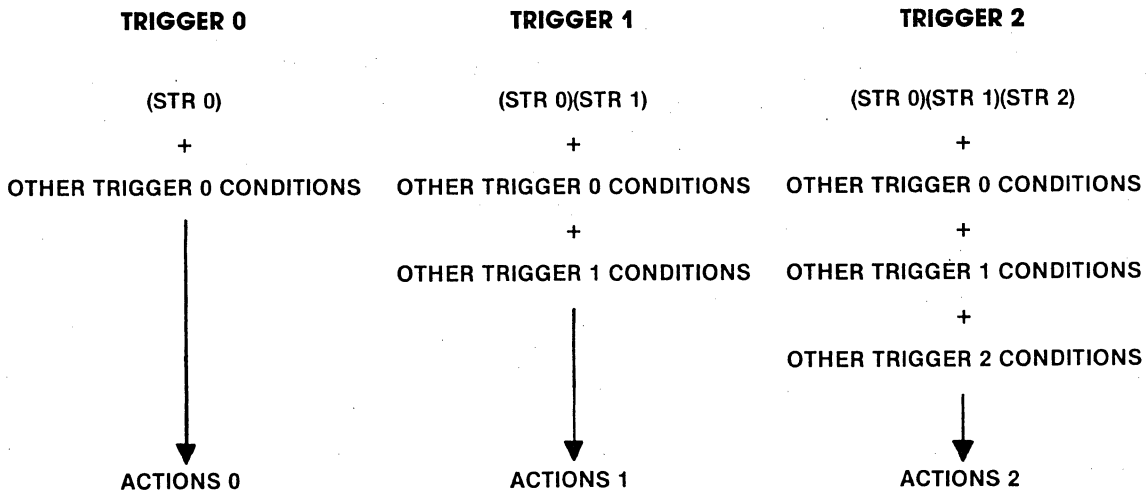 TRIGGER 0
(STR 0)
+
OTHER TRIGGER 0 CONDITIONS
ACTIONS 0
TRIGGER 1
(STR 0)(STR 1)
+
OTHER TRIGGER 0 CONDITIONS
+
OTHER TRIGGER 1 CONDITIONS
ACTIONS 1
TRIGGER 2
(STR 0)(STR 1)(STR 2)
+
OTHER TRIGGER 0 CONDITIONS
+
OTHER TRIGGER 1 CONDITIONS
+
OTHER TRIGGER 2 CONDITIONS
ACTIONS 2